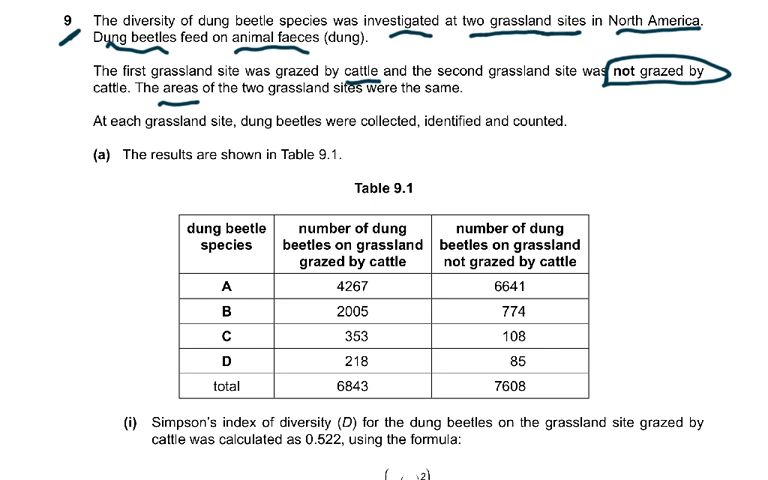 9 The diversity of dung beetle species was investigated at two grassland sites in North America.
Dung beetles feed on animal faeces (dung).
The first grassland site was grazed by cattle and the second grassland site was not grazed by
cattle. The areas of the two grassland sites were the same.
At each grassland site, dung beetles were collected, identified and counted.
(a) The results are shown in Table 9.1.
Table 9.1
dung beetle species | number of dung beetles on grassland grazed by cattle | number of dung beetles on grassland not grazed by cattle
A 4267 6641
B 2005 774
C 353 108
D 218 85
total 6843 7608
(i) Simpson's index of diversity (D) for the dung beetles on the grassland site grazed by
cattle was calculated as 0.522, using the formula: